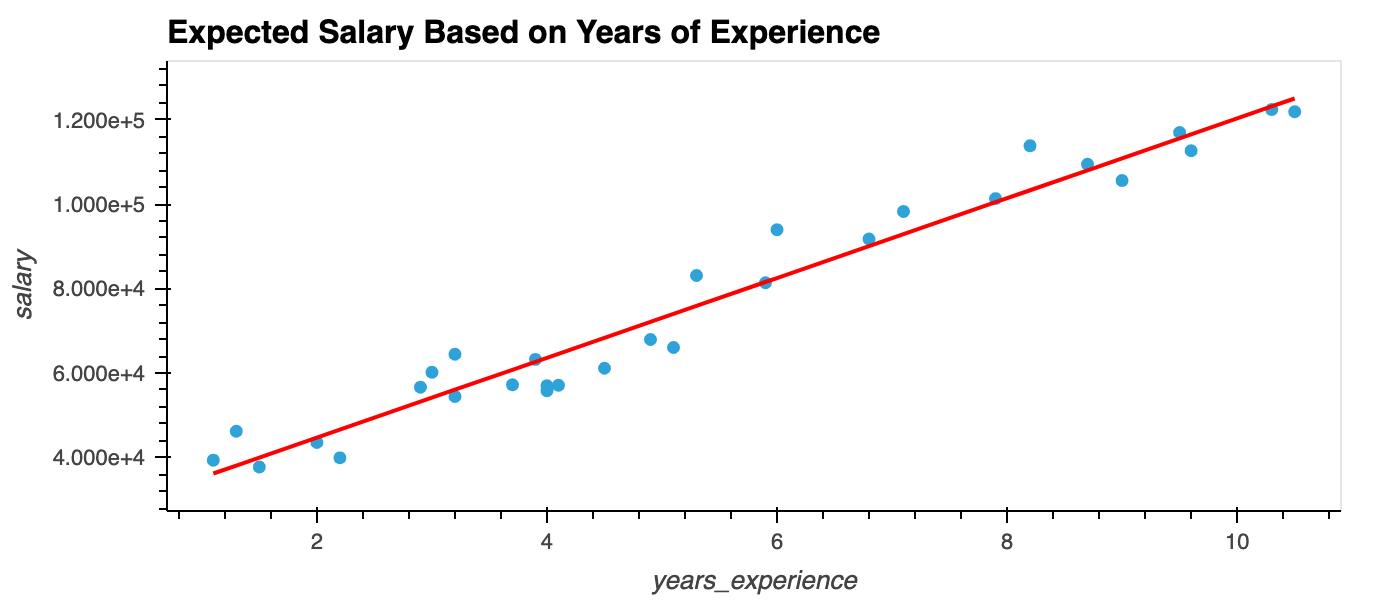 Expected Salary Based on Years of Experience
1.200e+5
1.000e+5
8.000e+4
6.000e+4
4.000e+4
salary
2 4 6 8 10
years_experience